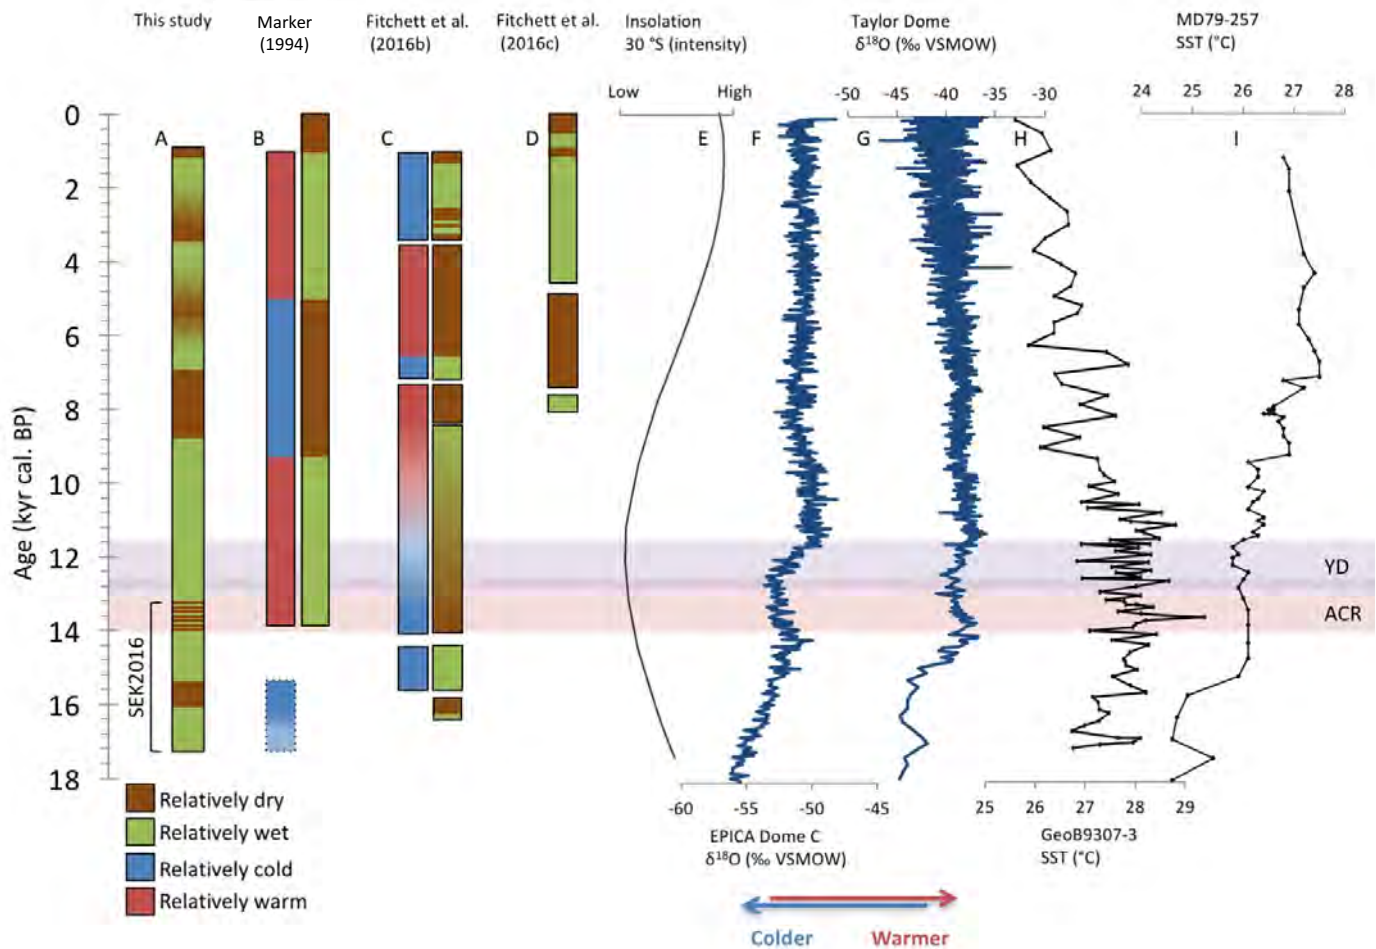 This study
Marker
(1994)
Fitchett et al.
(2016b)
Fitchett et al.
(2016c)
Insolation
30 °S (intensity)
Taylor Dome
δ¹⁸O (‰ VSMOW)
MD79-257
SST (°C)
Low High
-50 -45 -40 -35 -30
24 25 26 27 28
A B C D E F G H I
0
2
4
6
8
10
12
14
16
18
Age (kyr cal. BP)
SEK2016
YD
ACR
Relatively dry
Relatively wet
Relatively cold
Relatively warm
-60 -55 -50 -45
EPICA Dome C
δ¹⁸O (‰ VSMOW)
25 26 27 28 29
GeoB9307-3
SST (°C)
Colder Warmer